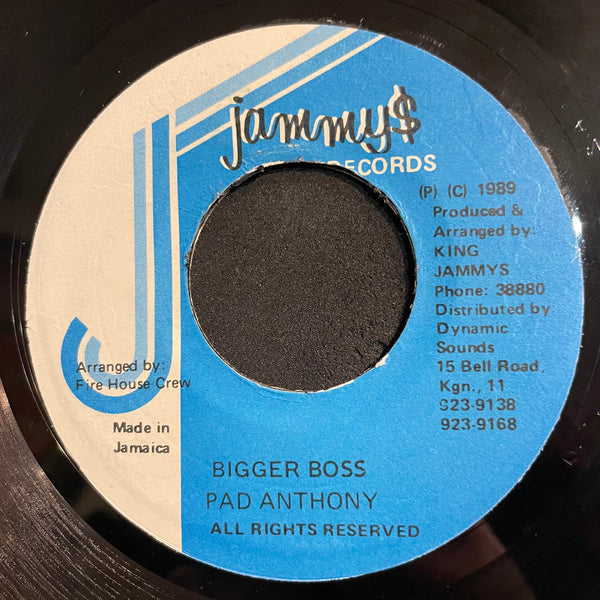 jammy$
RECORDS
(P) (C) 1989
Produced &
Arranged by:
KING
JAMMYS
Phone: 38880
Distributed by
Dynamic
Sounds
15 Bell Road,
Kgn., 11
923-9138
923-9168
Arranged by:
Fire House Crew
Made in
Jamaica
BIGGER BOSS
PAD ANTHONY
ALL RIGHTS RESERVED